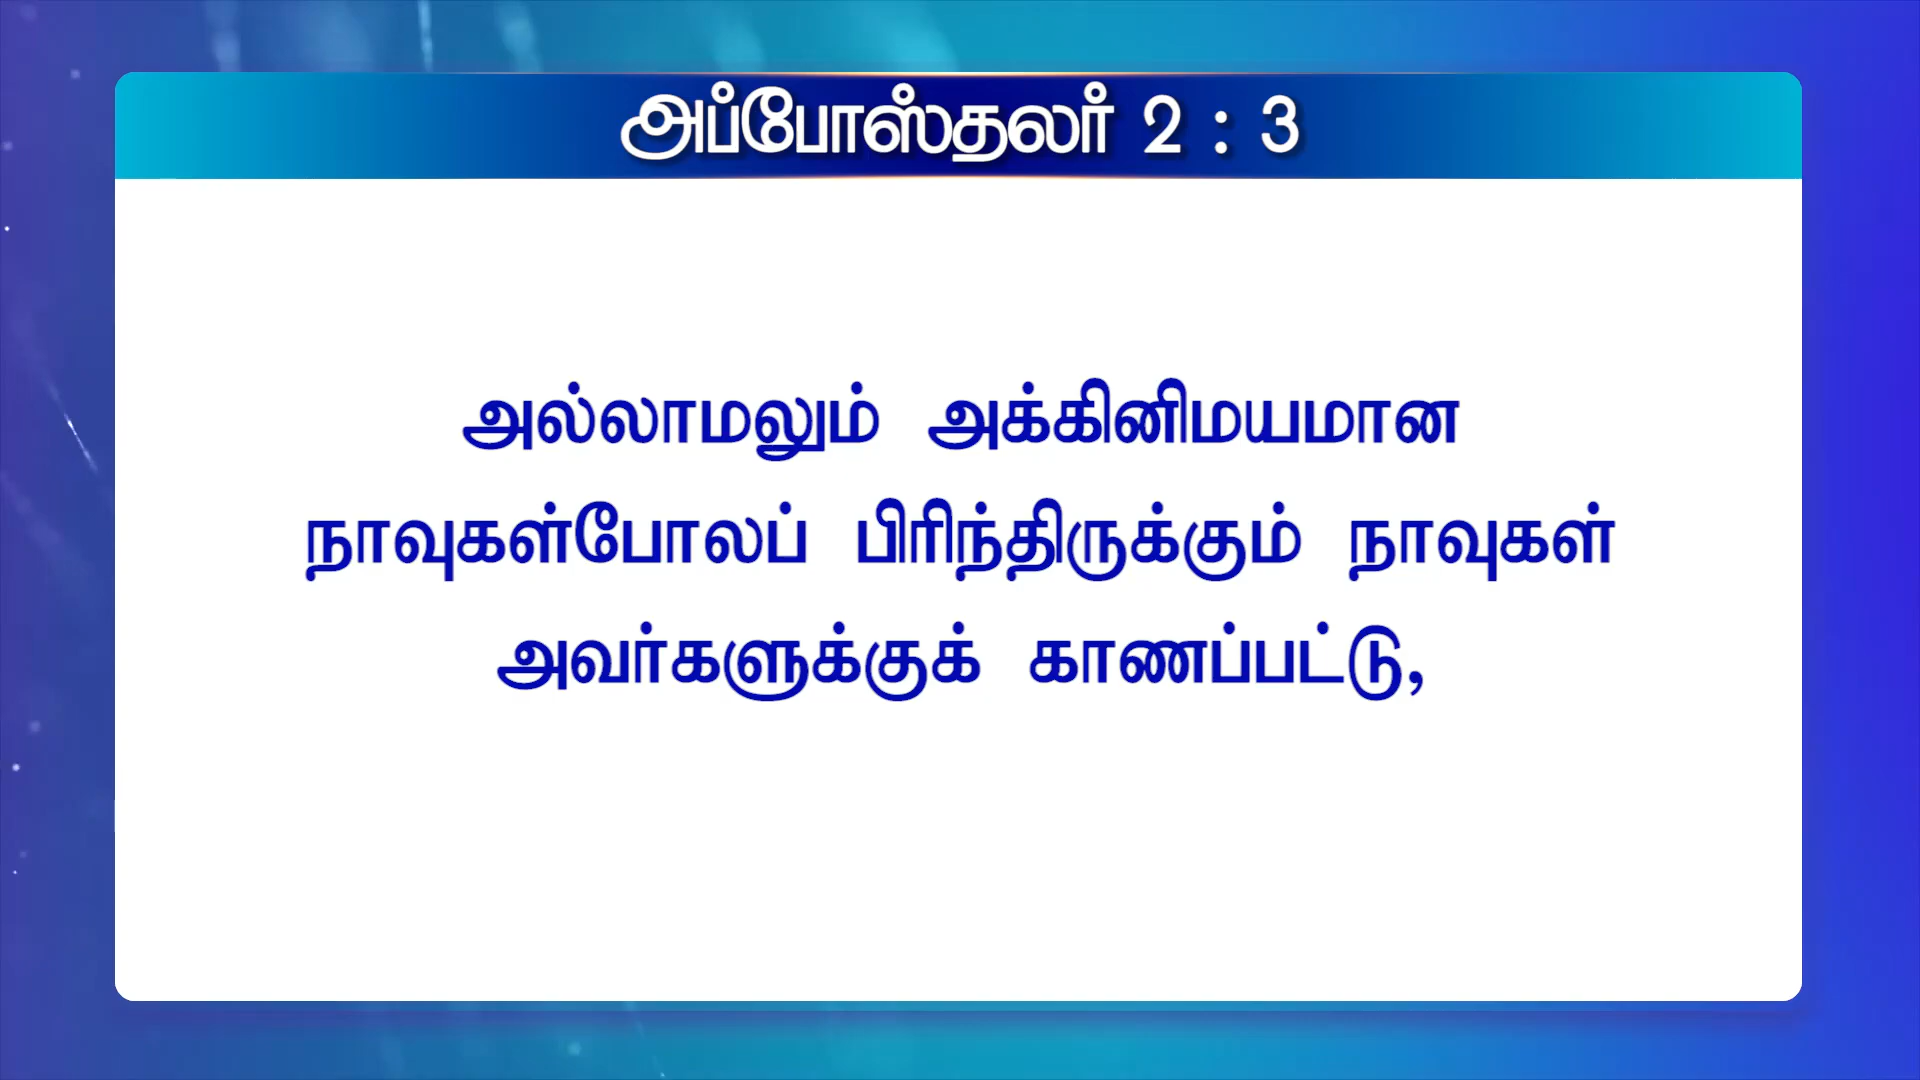 அப்போஸ்தலர் 2 : 3
அல்லாமலும் அக்கினிமயமான
நாவுகள்போலப் பிரிந்திருக்கும் நாவுகள்
அவர்களுக்குக் காணப்பட்டு,